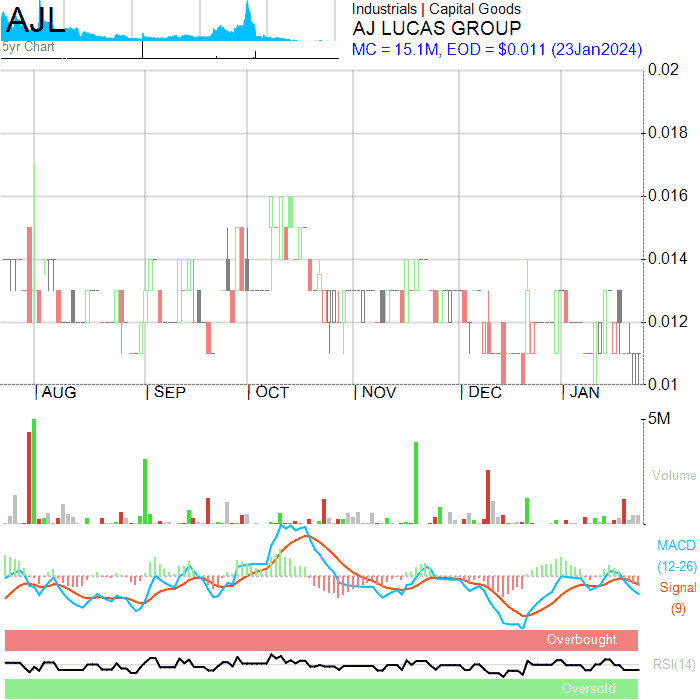 AJL
5yr Chart
Industrials | Capital Goods
AJ LUCAS GROUP
MC = 15.1M, EOD = $0.011 (23Jan2024)
0.02
0.018
0.016
0.014
0.012
0.01
AUG SEP OCT NOV DEC JAN
5M
Volume
MACD
(12-26)
Signal
(9)
Overbought
RSI(14)
Oversold